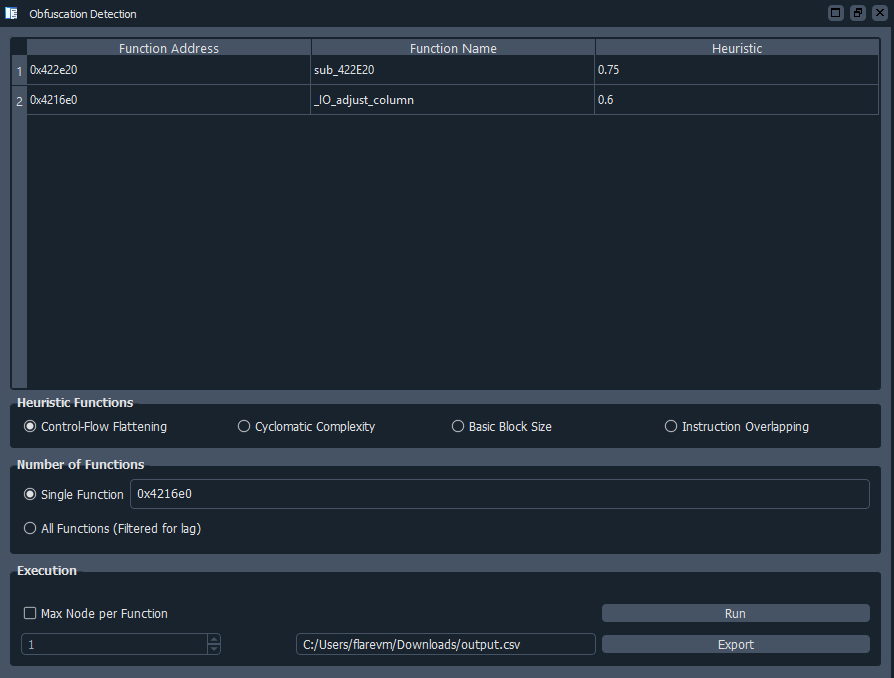 Obfuscation Detection
Function Address Function Name Heuristic
1 0x422e20 sub_422E20 0.75
2 0x4216e0 _IO_adjust_column 0.6
Heuristic Functions
Control-Flow Flattening Cyclomatic Complexity Basic Block Size Instruction Overlapping
Number of Functions
Single Function 0x4216e0
All Functions (Filtered for lag)
Execution
Max Node per Function Run
1 C:/Users/flarevm/Downloads/output.csv Export